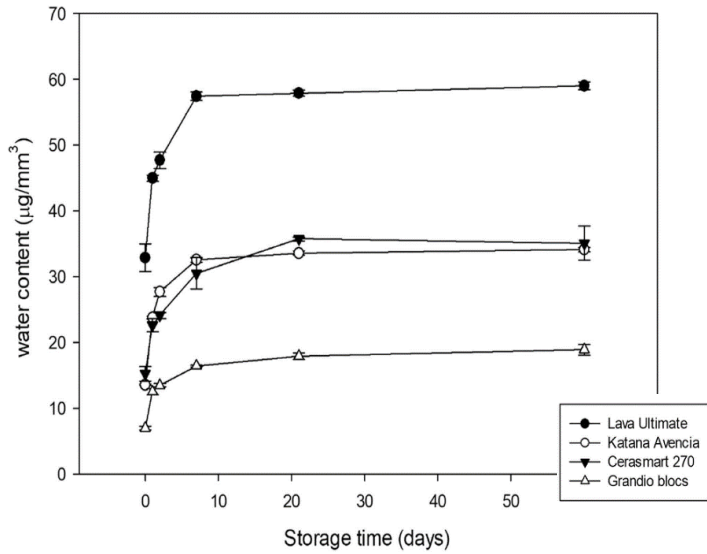 70
60
50
40
30
20
10
0
water content (μg/mm³)
0 10 20 30 40 50
Storage time (days)
Lava Ultimate
Katana Avencia
Cerasmart 270
Grandio blocs